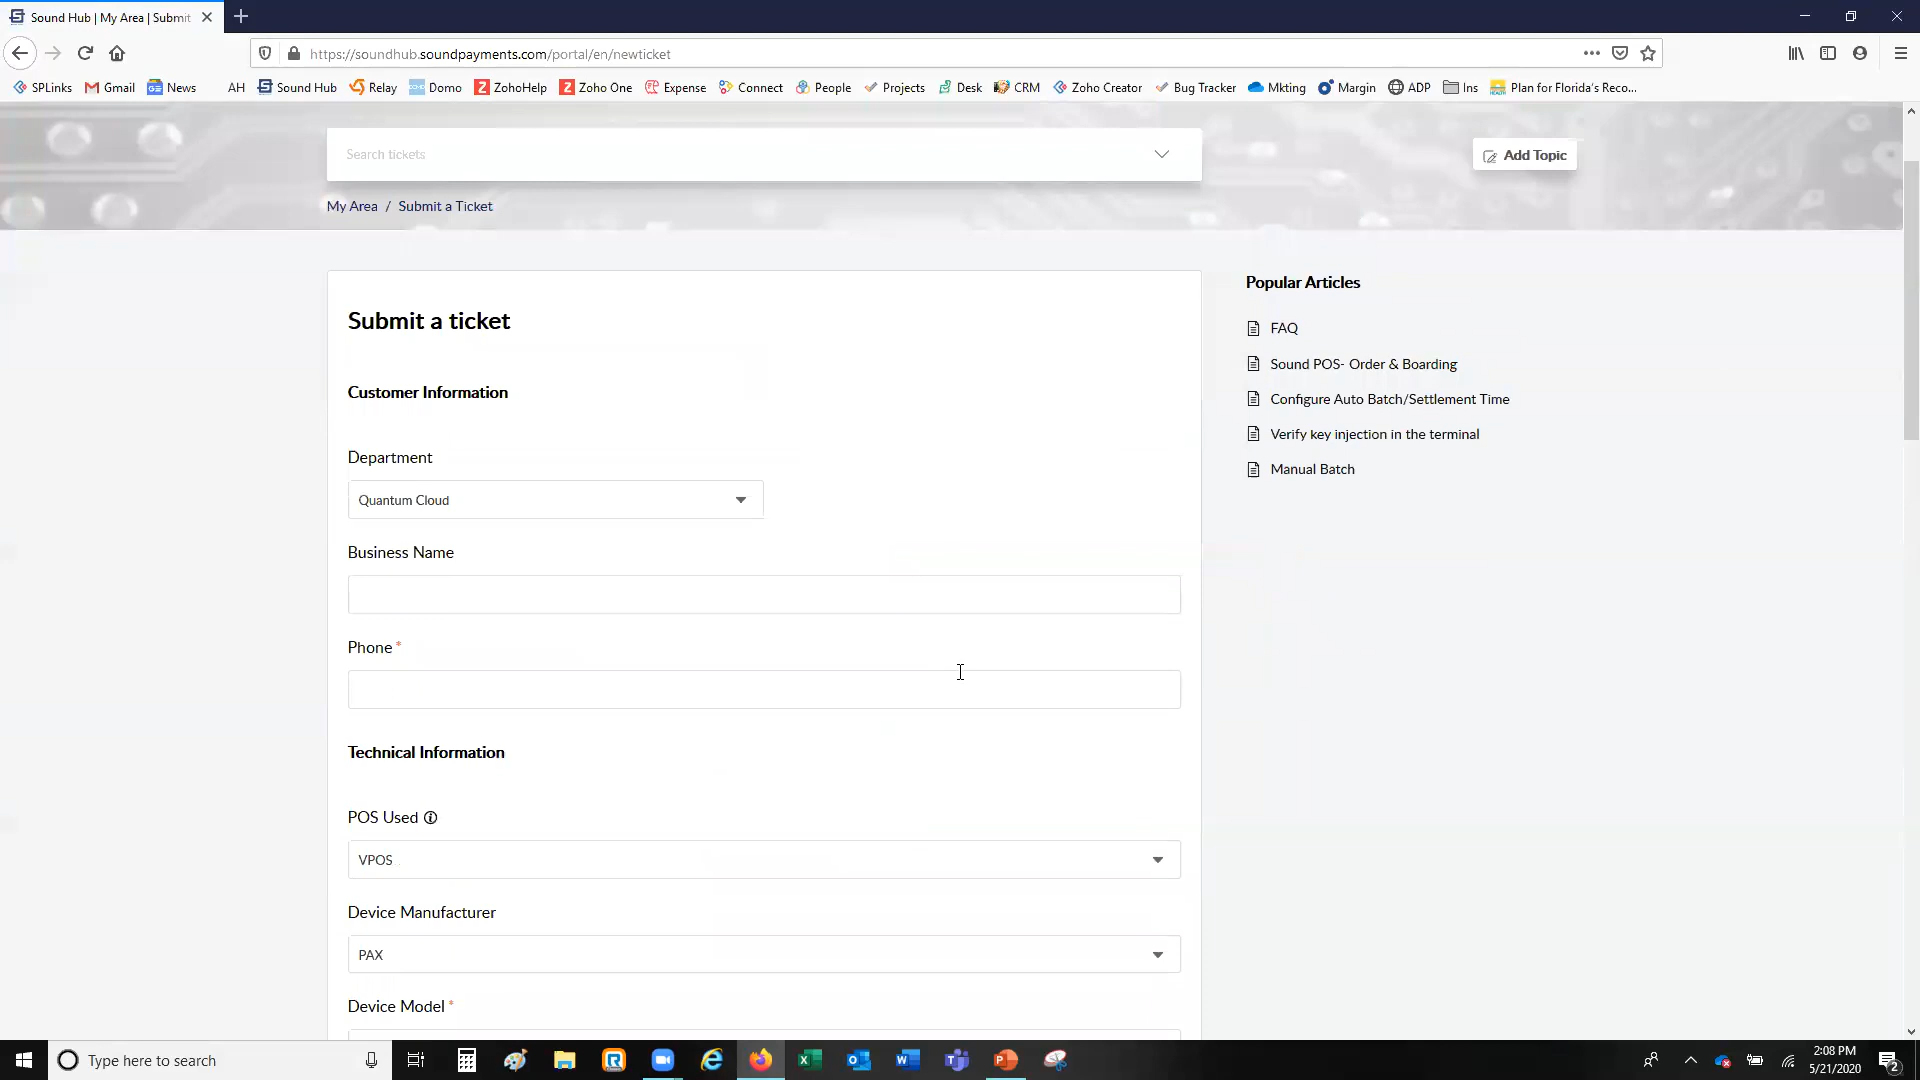 Sound Hub | My Area | Submit
https://soundhub.soundpayments.com/portal/en/newticket
SPLinks Gmail News AH Sound Hub Relay Domo ZohoHelp Zoho One Expense Connect People Projects Desk CRM Zoho Creator Bug Tracker Mkting Margin ADP Ins Plan for Florida's Reco...
Search tickets
Add Topic
My Area / Submit a Ticket
Submit a ticket
Customer Information
Department
Quantum Cloud
Business Name
Phone *
Technical Information
POS Used
VPOS
Device Manufacturer
PAX
Device Model *
Popular Articles
FAQ
Sound POS- Order & Boarding
Configure Auto Batch/Settlement Time
Verify key injection in the terminal
Manual Batch
Type here to search
2:08 PM
5/21/2020
2